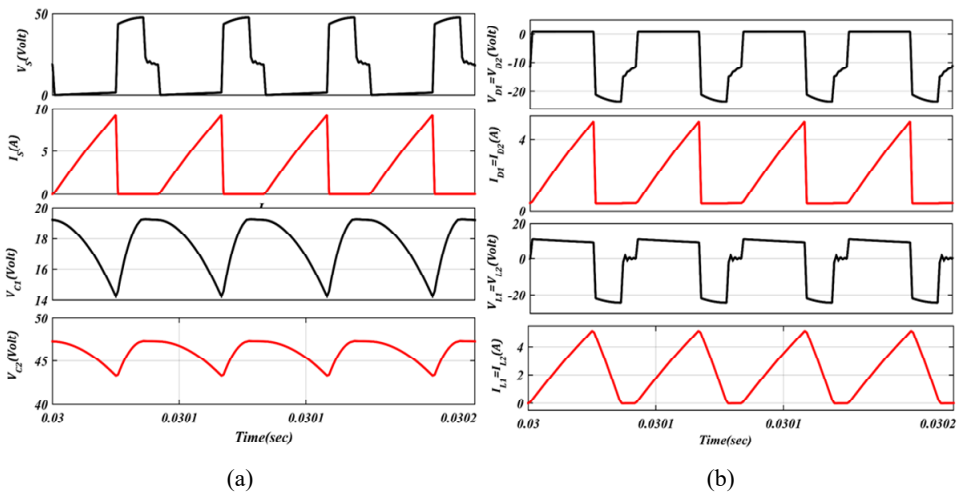 50
V_S(Volt)
0
10
I_S(A)
5
0
20
V_C1(Volt)
18
16
14
50
V_C2(Volt)
45
40
0.03 0.0301 0.0301 0.0302
Time(sec)
(a)
0
V_D1=V_D2(Volt)
-10
-20
4
I_D1=I_D2(A)
0
20
V_L1=V_L2(Volt)
0
-20
4
I_L1=I_L2(A)
2
0
0.03 0.0301 0.0301 0.0302
Time(sec)
(b)